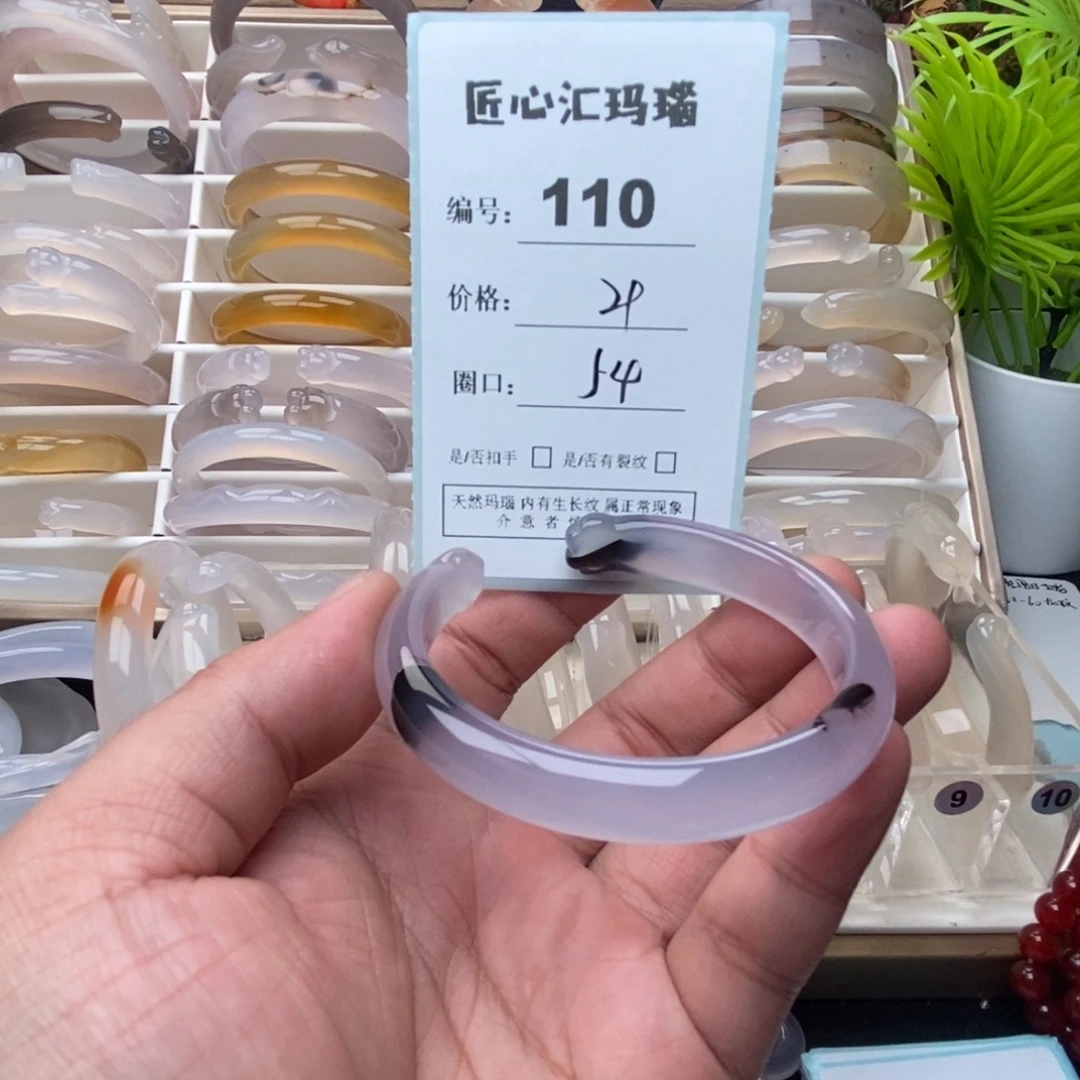 匠心汇玛瑙
编号: 110
价格: 21
圈口: 54
是/否扣手 □ 是/否有裂纹 □
天然玛瑙 内有生长纹 属正常现象
介意者
9
10